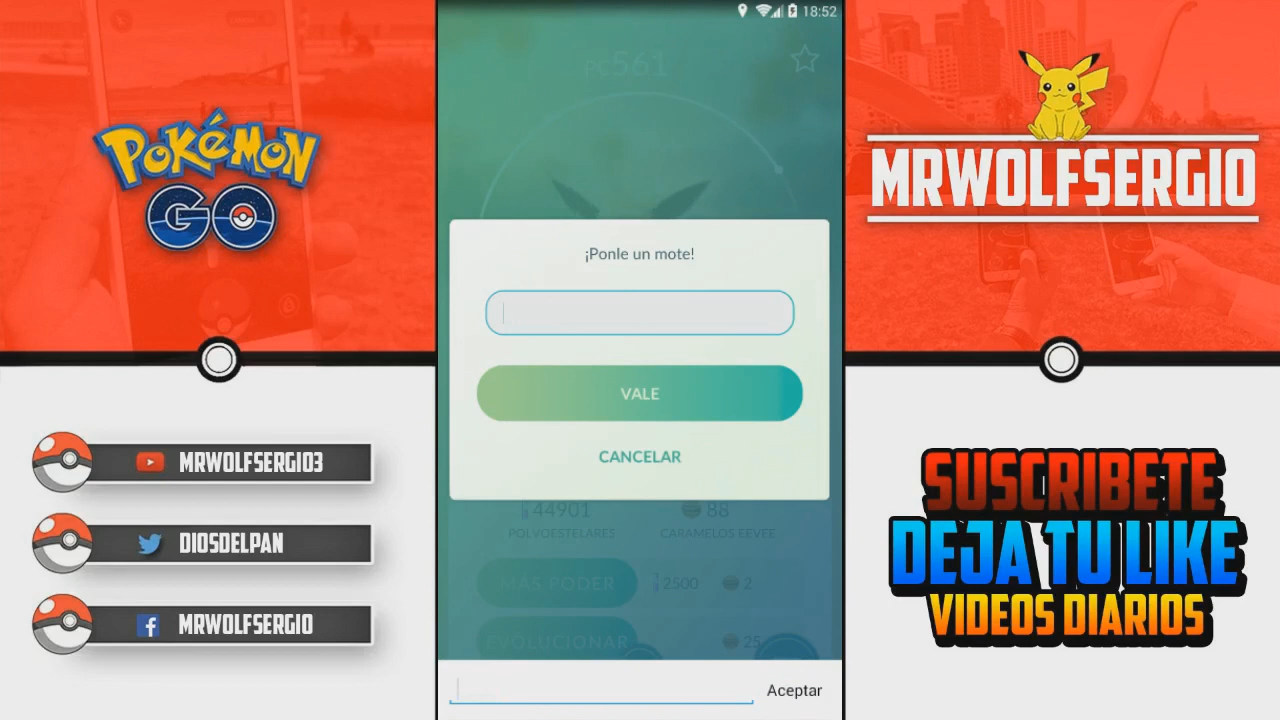 18:52
PC561
POKÉMON
GO
MRWOLFSERGIO
¡Ponle un mote!
VALE
CANCELAR
MRWOLFSERGIO3
DIOSDELPAN
MRWOLFSERGIO
44901
88
POLVOESTELARES
CARAMELOS EEVEE
MÁS PODER
2500
2
EVOLUCIONAR
25
Aceptar
SUSCRIBETE
DEJA TU LIKE
VIDEOS DIARIOS